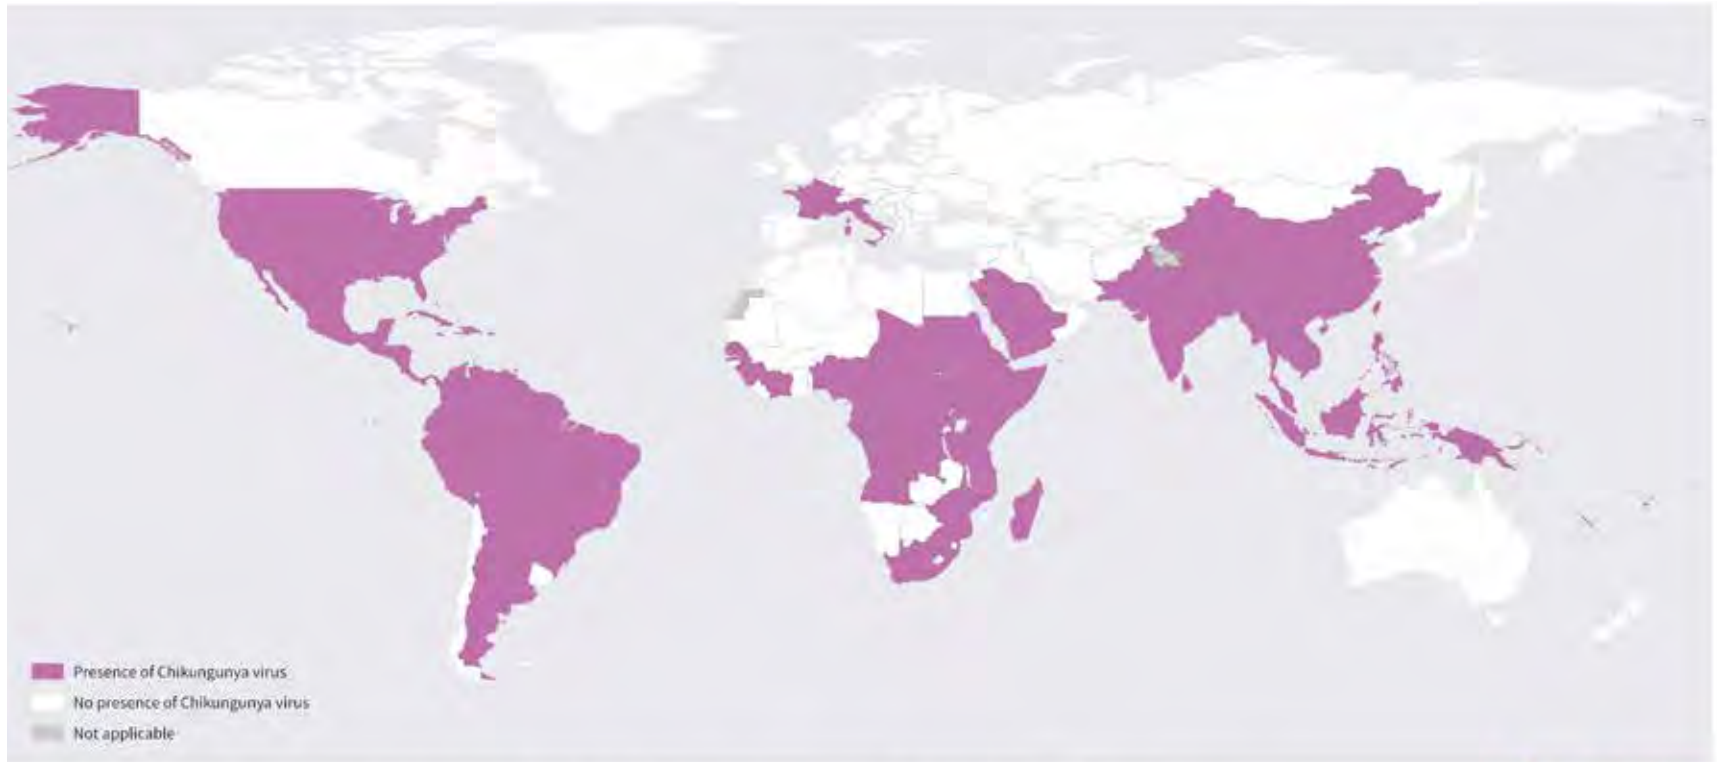 Presence of Chikungunya virus
No presence of Chikungunya virus
Not applicable